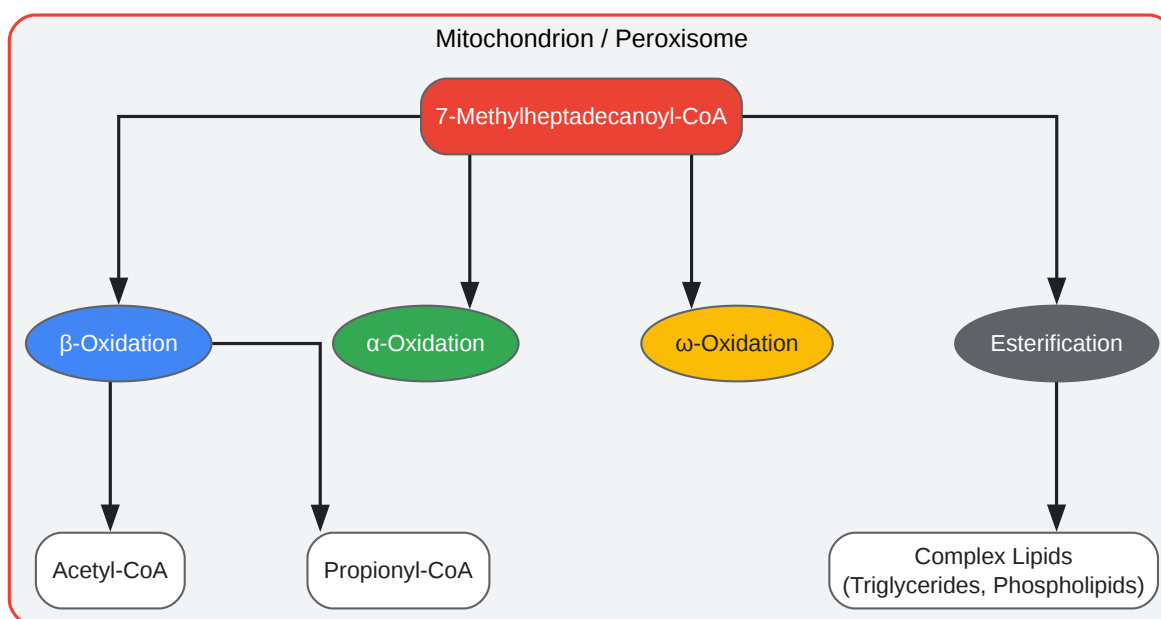 Mitochondrion / Peroxisome
7-Methylheptadecanoyl-CoA
β-Oxidation
α-Oxidation
ω-Oxidation
Esterification
Acetyl-CoA
Propionyl-CoA
Complex Lipids
(Triglycerides, Phospholipids)